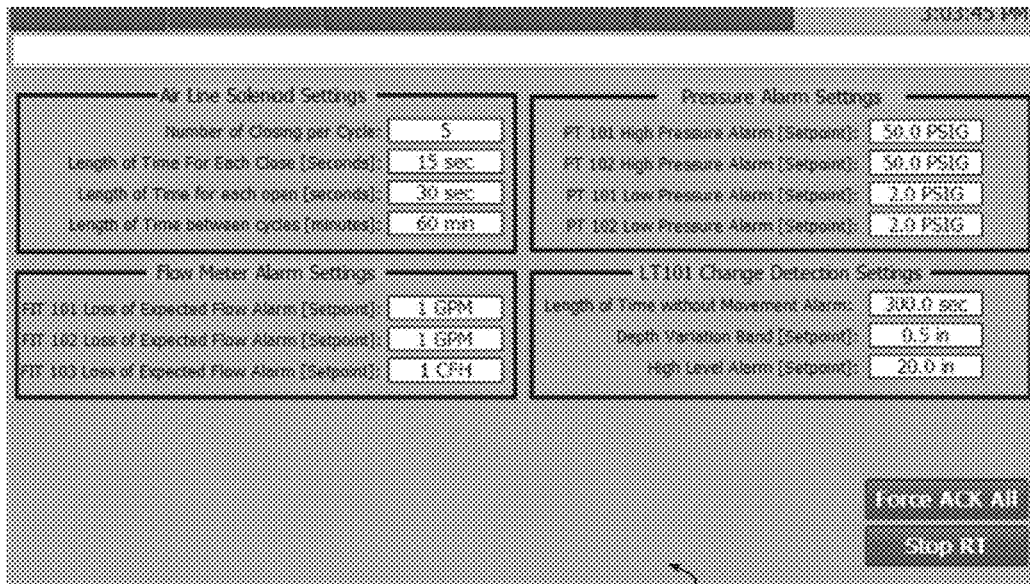 3:03:45 PM
Air Line Solenoid Settings
Number of Closing per Cycle: 5
Length of Time For Each Close [Seconds]: 15 sec
Length of Time for each open [seconds]: 30 sec
Length of Time between cycles [minutes]: 60 min
Pressure Alarm Settings
PT 101 High Pressure Alarm [Setpoint]: 50.0 PSIG
PT 102 High Pressure Alarm [Setpoint]: 50.0 PSIG
PT 101 Low Pressure Alarm [Setpoint]: 2.0 PSIG
PT 102 Low Pressure Alarm [Setpoint]: 2.0 PSIG
Flow Meter Alarm Settings
FIT 101 Loss of Expected Flow Alarm [Setpoint]: 1 GPM
FIT 102 Loss of Expected Flow Alarm [Setpoint]: 1 GPM
FIT 103 Loss of Expected Flow Alarm [Setpoint]: 1 CFH
LT101 Change Detection Settings
Length of Time without Movement Alarm: 300.0 sec
Depth Variation Band [Setpoint]: 0.5 in
High Level Alarm [Setpoint]: 20.0 in
Force ACK All
Stop RT